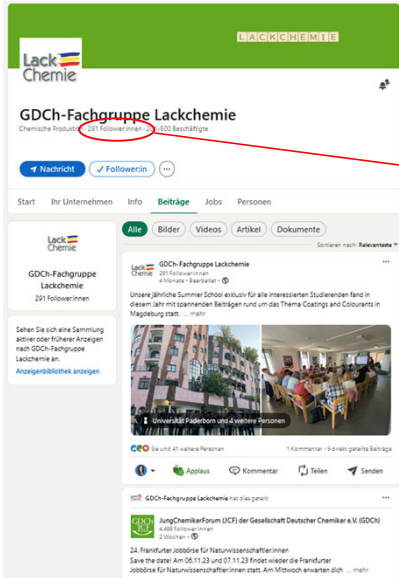 LACKCHEMIE
Lack
Chemie
GDCh-Fachgruppe Lackchemie
Chemische Produktion · 291 Follower:innen · 201-500 Beschäftigte
Nachricht
Follower:in
Start Ihr Unternehmen Info Beiträge Jobs Personen
Lack
Chemie
GDCh-Fachgruppe
Lackchemie
291 Follower:innen
Sehen Sie sich eine Sammlung
aktiver oder früherer Anzeigen
nach GDCh-Fachgruppe
Lackchemie an.
Anzeigenbibliothek anzeigen
Alle Bilder Videos Artikel Dokumente
Sortieren nach: Relevanteste
Lack
Chemie
GDCh-Fachgruppe Lackchemie
291 Follower:innen
4 Monate · Bearbeitet ·
Unsere jährliche Summer School exklusiv für alle interessierten Studierenden fand in
diesem Jahr mit spannenden Beiträgen rund um das Thema Coatings and Colourants in
Magdeburg statt. ... mehr
Universität Paderborn und 4 weitere Personen
Sie und 41 weitere Personen
1 Kommentar · 9 direkt geteilte Beiträge
Applaus Kommentar Teilen Senden
GDCh-Fachgruppe Lackchemie hat dies geteilt
GDCh
JungChemikerForum (JCF) der Gesellschaft Deutscher Chemiker e.V. (GDCh)
4.499 Follower:innen
2 Wochen ·
24. Frankfurter Jobbörse für Naturwissenschaftler:innen
Save the date! Am 06.11.23 und 07.11.23 findet wieder die Frankfurter
Jobbörse für Naturwissenschaftler:innen statt. Am Mittwoch erwarten dich ... mehr